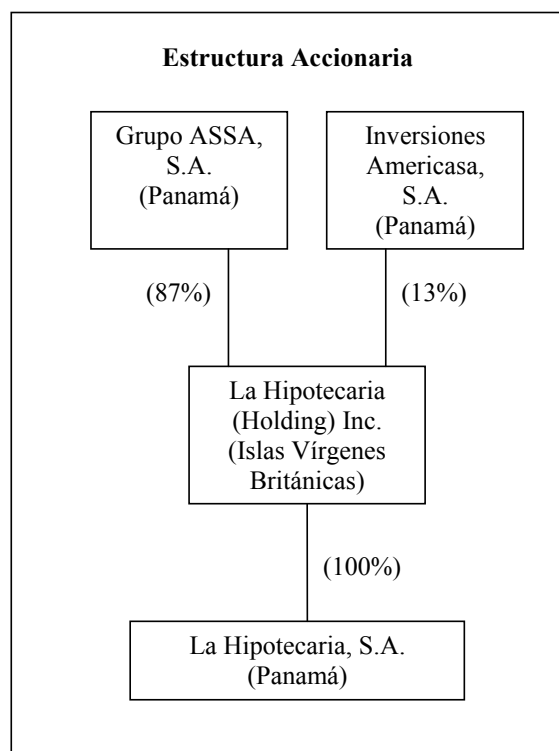 Estructura Accionaria
Grupo ASSA,
S.A.
(Panamá)
Inversiones
Americasa,
S.A.
(Panamá)
(87%)
(13%)
La Hipotecaria
(Holding) Inc.
(Islas Vírgenes
Británicas)
(100%)
La Hipotecaria, S.A.
(Panamá)